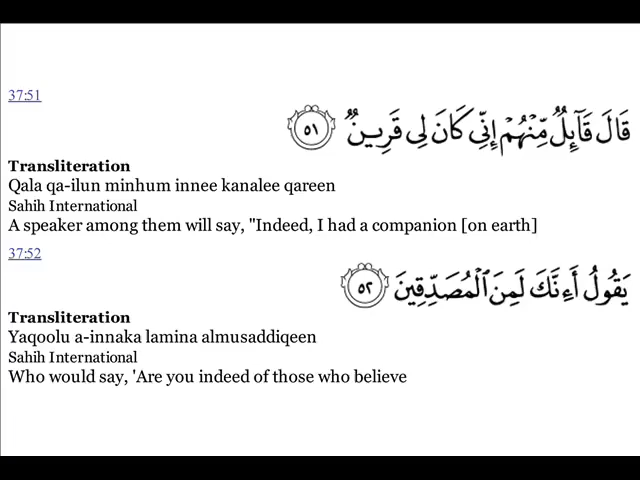 37:51
قَالَ قَآئِلٌ مِّنْهُمْ إِنِّي كَانَ لِي قَرِينٌ ٥١
Transliteration
Qala qa-ilun minhum innee kanalee qareen
Sahih International
A speaker among them will say, "Indeed, I had a companion [on earth]
37:52
يَقُولُ أَءِنَّكَ لَمِنَ ٱلْمُصَدِّقِينَ ٥٢
Transliteration
Yaqoolu a-innaka lamina almusaddiqeen
Sahih International
Who would say, 'Are you indeed of those who believe